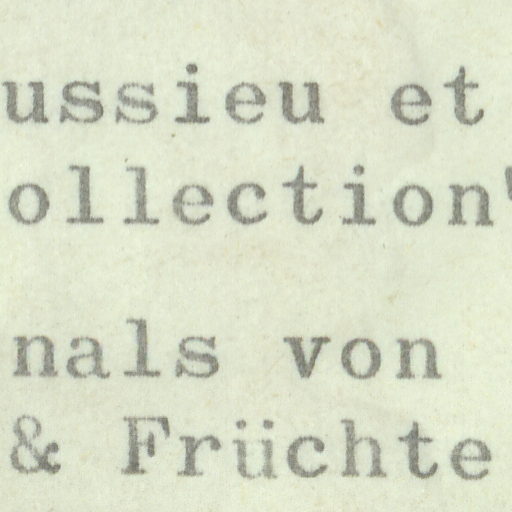 ussieu et
ollection"
nals von
& Früchte